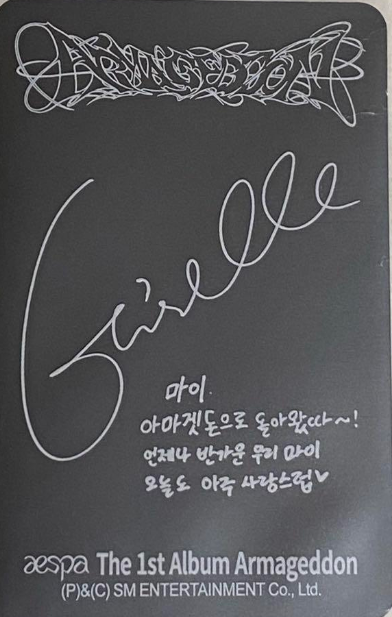 ARMAGEDDON
Giselle
마이.
아마겟돈으로 돌아왔따~!
언제나 반가운 우리 마이
오늘도 아주 사랑스럽♡
aespa The 1st Album Armageddon
(P)&(C) SM ENTERTAINMENT Co., Ltd.